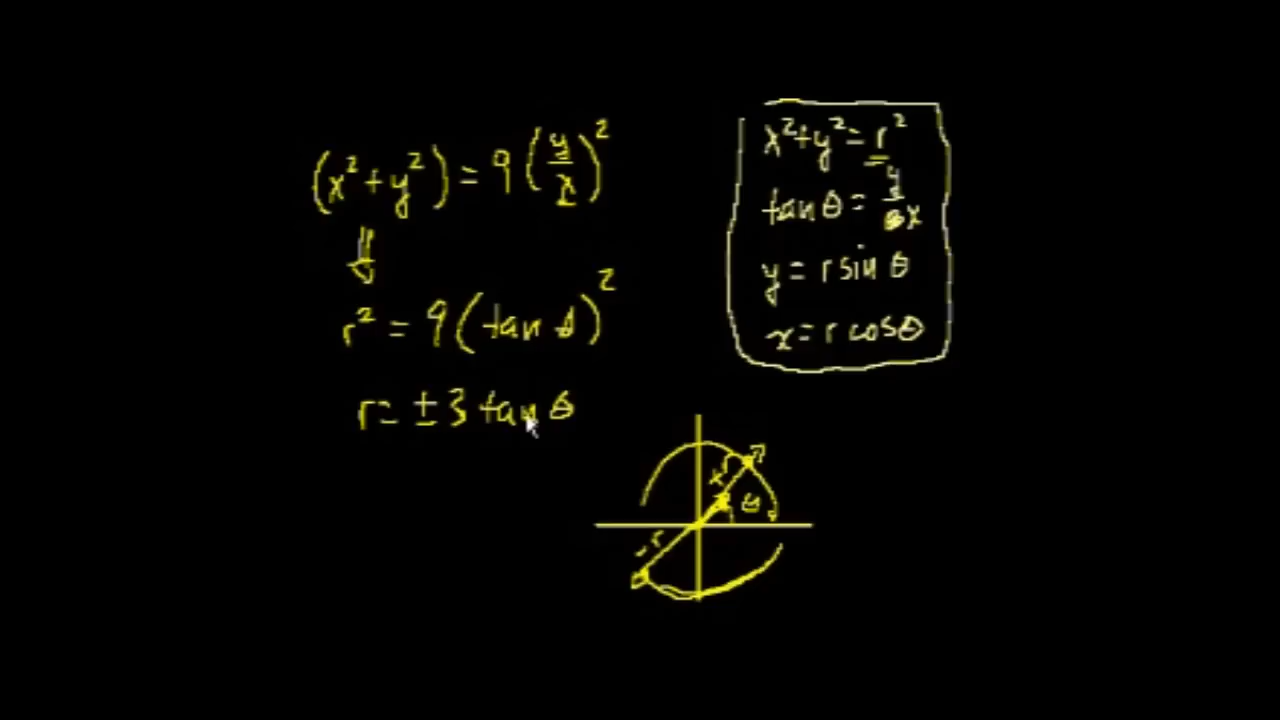 (x²+y²) = 9(y/x)²
r² = 9(tan θ)²
r = ± 3 tan θ
x²+y² = r²
tan θ = y/x
y = r sin θ
x = r cos θ
r
θ
-r